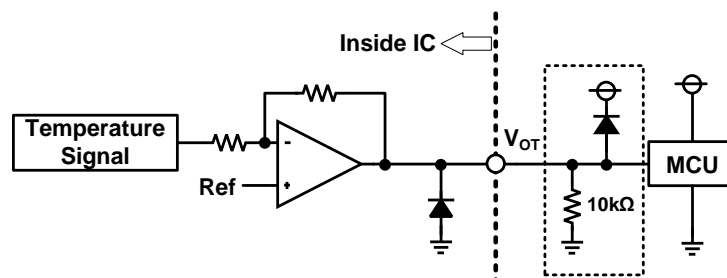 Inside IC
Temperature
Signal
-
+
Ref
V_OT
10kΩ
MCU